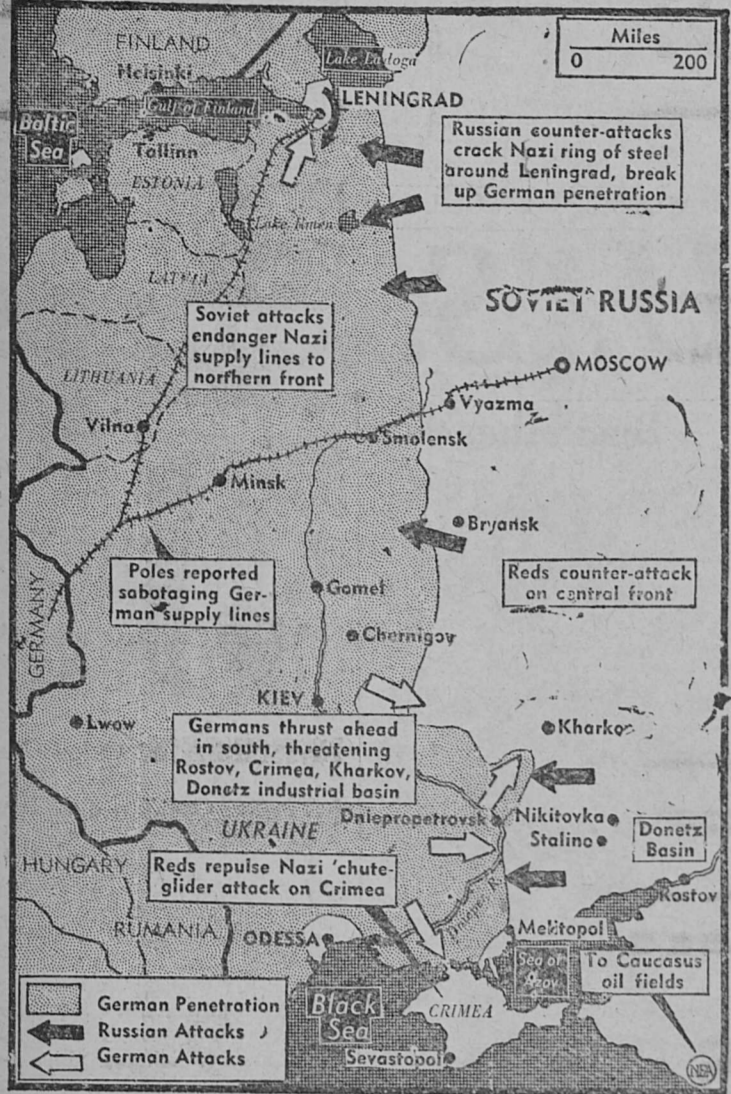 FINLAND
Helsinki
Lake Ladoga
Miles
0 200
Gulf of Finland
LENINGRAD
Baltic
Sea
Tallinn
ESTONIA
Russian counter-attacks
crack Nazi ring of steel
around Leningrad, break
up German penetration
Lake Ilmen
LATVIA
SOVIET RUSSIA
Soviet attacks
endanger Nazi
supply lines to
northern front
LITHUANIA
MOSCOW
Vyazma
Vilna
Smolensk
Minsk
Bryansk
Poles reported
sabotaging Ger-
man supply lines
Gomel
Reds counter-attack
on central front
GERMANY
Chernigov
KIEV
Lwow
Germans thrust ahead
in south, threatening
Rostov, Crimea, Kharkov,
Donetz industrial basin
Kharkov
Dniepropetrovsk
Nikitovka
Stalino
Donetz
Basin
UKRAINE
HUNGARY
Reds repulse Nazi 'chute-
glider attack on Crimea
Rostov
Dniepr R.
RUMANIA
ODESSA
Melitopol
Sea of
Azov
To Caucasus
oil fields
German Penetration
Russian Attacks
German Attacks
Black
Sea
CRIMEA
Sevastopol
NEA